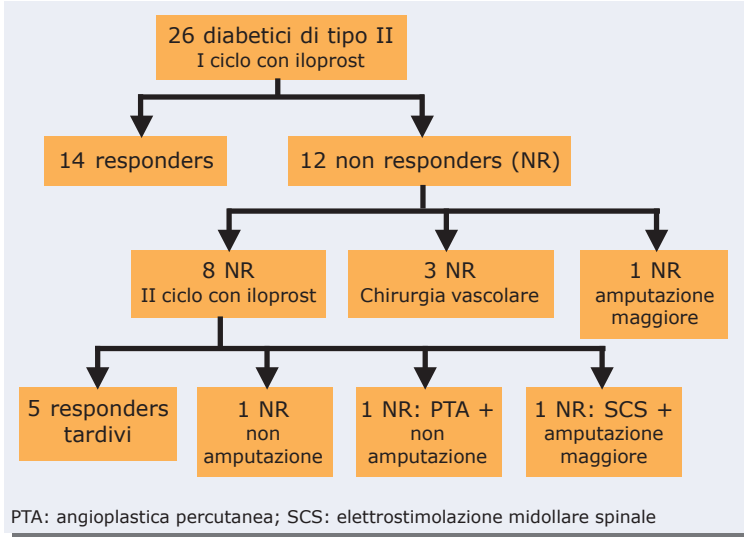 26 diabetici di tipo II
I ciclo con iloprost
14 responders
12 non responders (NR)
8 NR
II ciclo con iloprost
3 NR
Chirurgia vascolare
1 NR
amputazione
maggiore
5 responders
tardivi
1 NR
non
amputazione
1 NR: PTA +
non
amputazione
1 NR: SCS +
amputazione
maggiore
PTA: angioplastica percutanea; SCS: elettrostimolazione midollare spinale